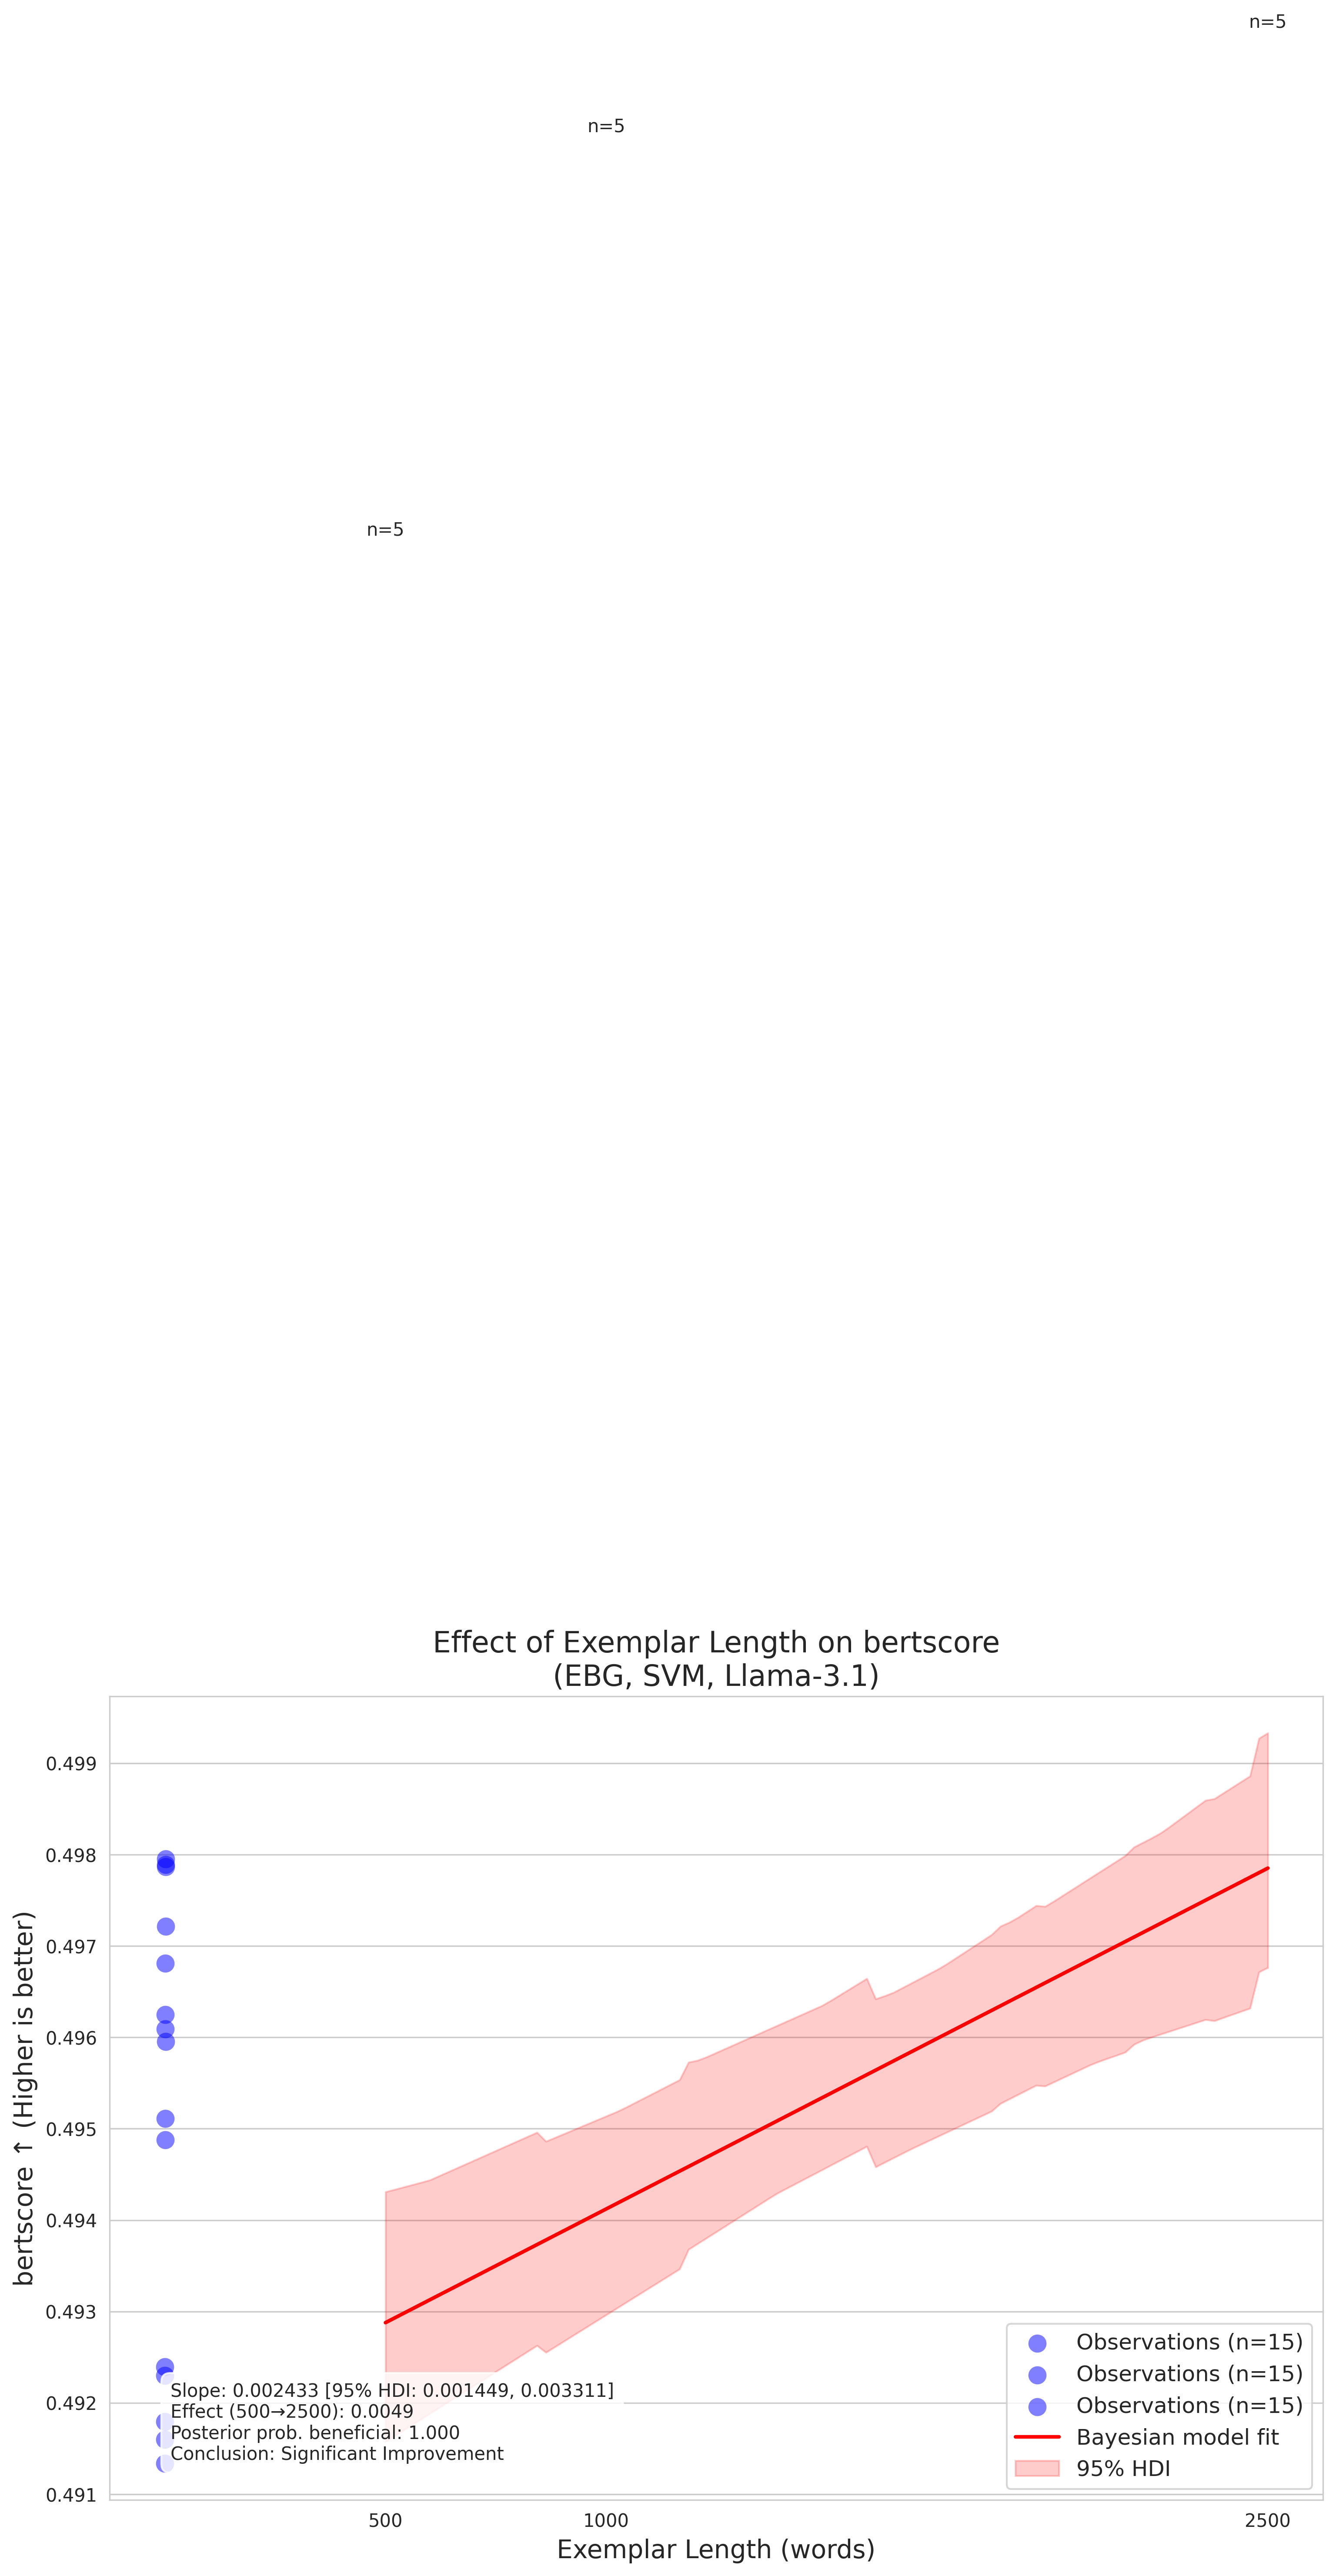 n=5
n=5
n=5
Effect of Exemplar Length on bertscore
(EBG, SVM, Llama-3.1)
bertscore ↑ (Higher is better)
0.499
0.498
0.497
0.496
0.495
0.494
0.493
0.492
0.491
Slope: 0.002433 [95% HDI: 0.001449, 0.003311]
Effect (500→2500): 0.0049
Posterior prob. beneficial: 1.000
Conclusion: Significant Improvement
Observations (n=15)
Observations (n=15)
Observations (n=15)
Bayesian model fit
95% HDI
500
1000
2500
Exemplar Length (words)